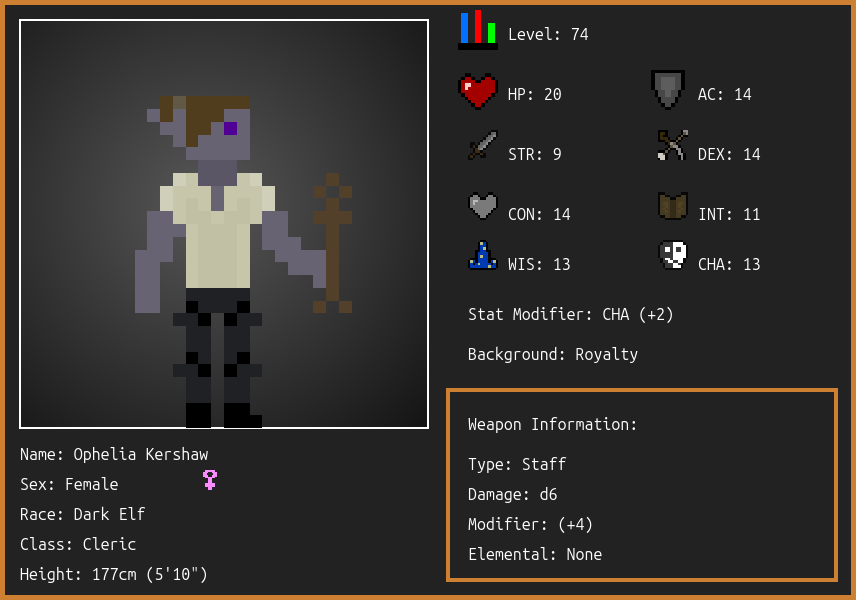 Level: 74
HP: 20
AC: 14
STR: 9
DEX: 14
CON: 14
INT: 11
WIS: 13
CHA: 13
Stat Modifier: CHA (+2)
Background: Royalty
Weapon Information:
Type: Staff
Damage: d6
Modifier: (+4)
Elemental: None
Name: Ophelia Kershaw
Sex: Female
Race: Dark Elf
Class: Cleric
Height: 177cm (5'10")